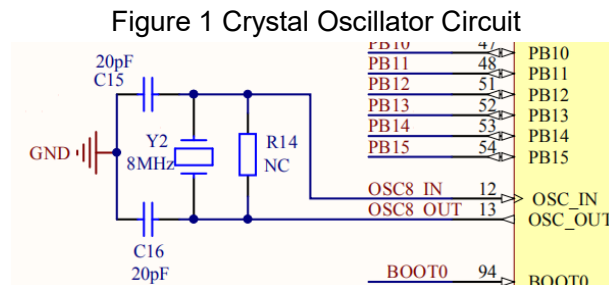 Figure 1 Crystal Oscillator Circuit
20pF
C15
GND
Y2
8MHz
R14
NC
C16
20pF
PB10 47 PB10
PB11 48 PB11
PB12 51 PB12
PB13 52 PB13
PB14 53 PB14
PB15 54 PB15
OSC8_IN 12 OSC_IN
OSC8_OUT 13 OSC_OUT
BOOT0 94 BOOT0